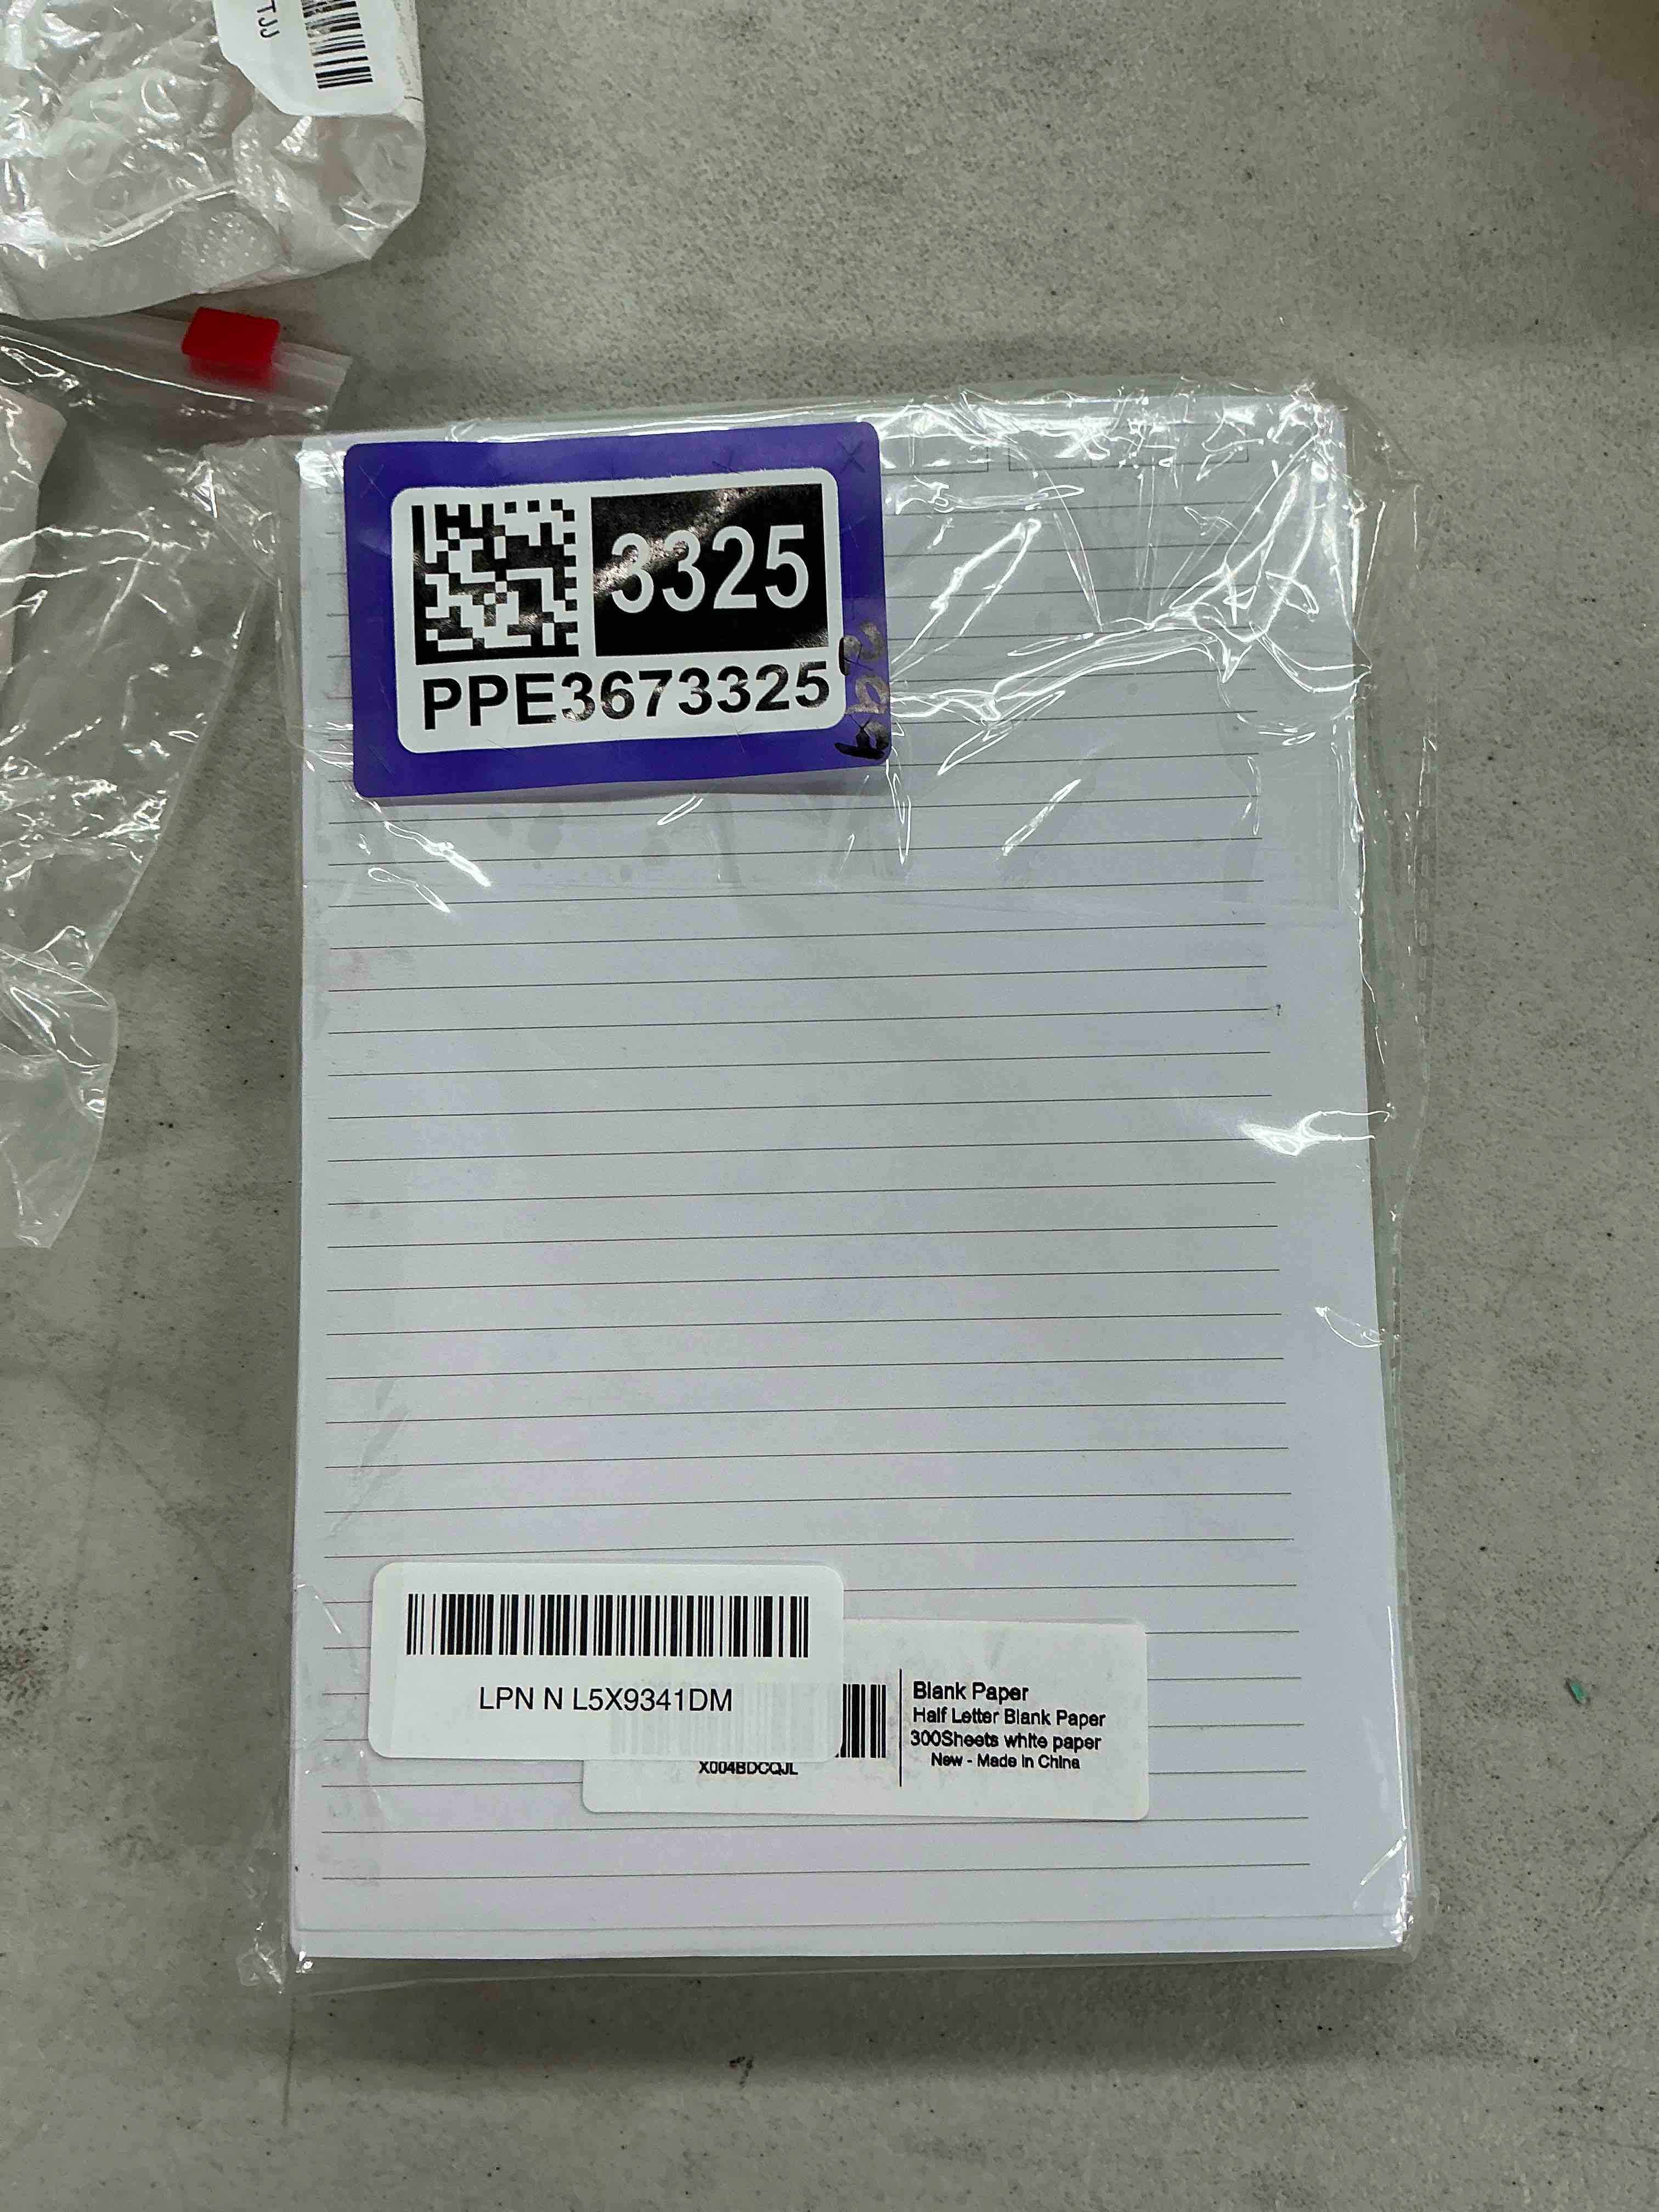 TJJ
3325
PPE3673325
299
LPN N L5X9341DM
X004BDCQJL
Blank Paper
Half Letter Blank Paper
300Sheets white paper
New - Made in China